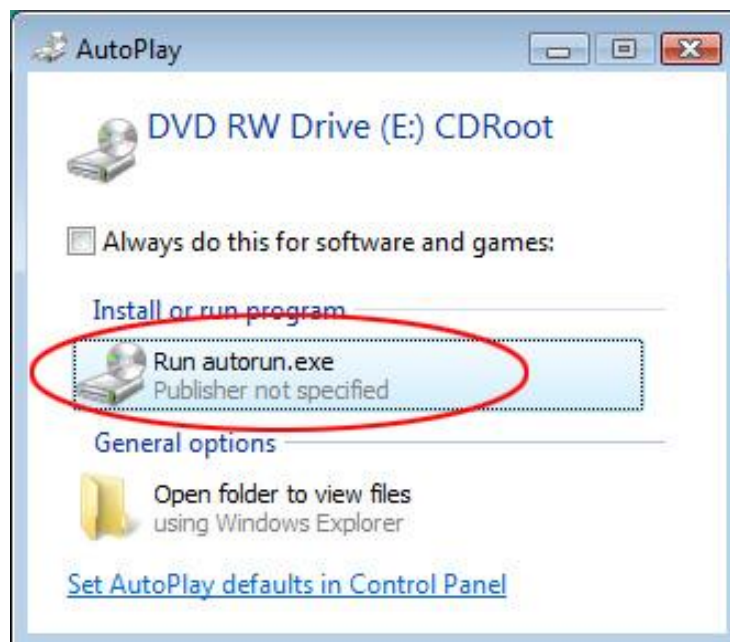 AutoPlay
DVD RW Drive (E:) CDRoot
Always do this for software and games:
Install or run program
Run autorun.exe
Publisher not specified
General options
Open folder to view files
using Windows Explorer
Set AutoPlay defaults in Control Panel